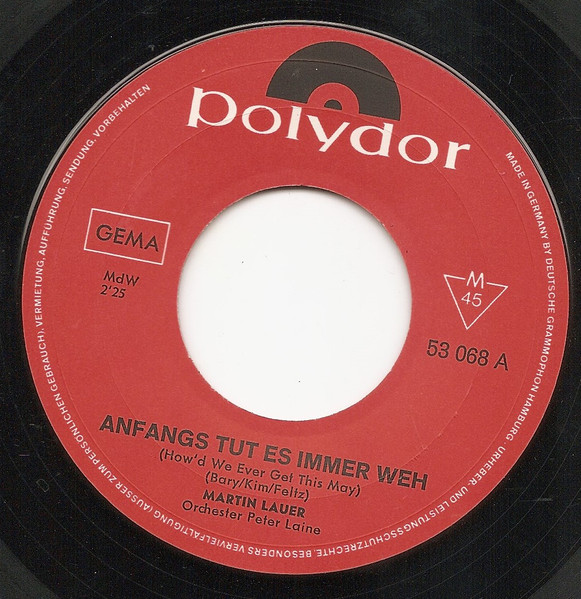 polydor
GEMA
MdW
2'25
M
45
53 068 A
ANFANGS TUT ES IMMER WEH
(How'd We Ever Get This May)
(Bary/Kim/Feltz)
MARTIN LAUER
Orchester Peter Laine
MADE IN GERMANY BY DEUTSCHE GRAMMOPHON HAMBURG. URHEBER- UND LEISTUNGSSCHUTZRECHTE, BESONDERS VERVIELFÄLTIGUNG (AUSSER ZUM PERSÖNLICHEN GEBRAUCH), VERMIETUNG, AUFFÜHRUNG, SENDUNG, VORBEHALTEN